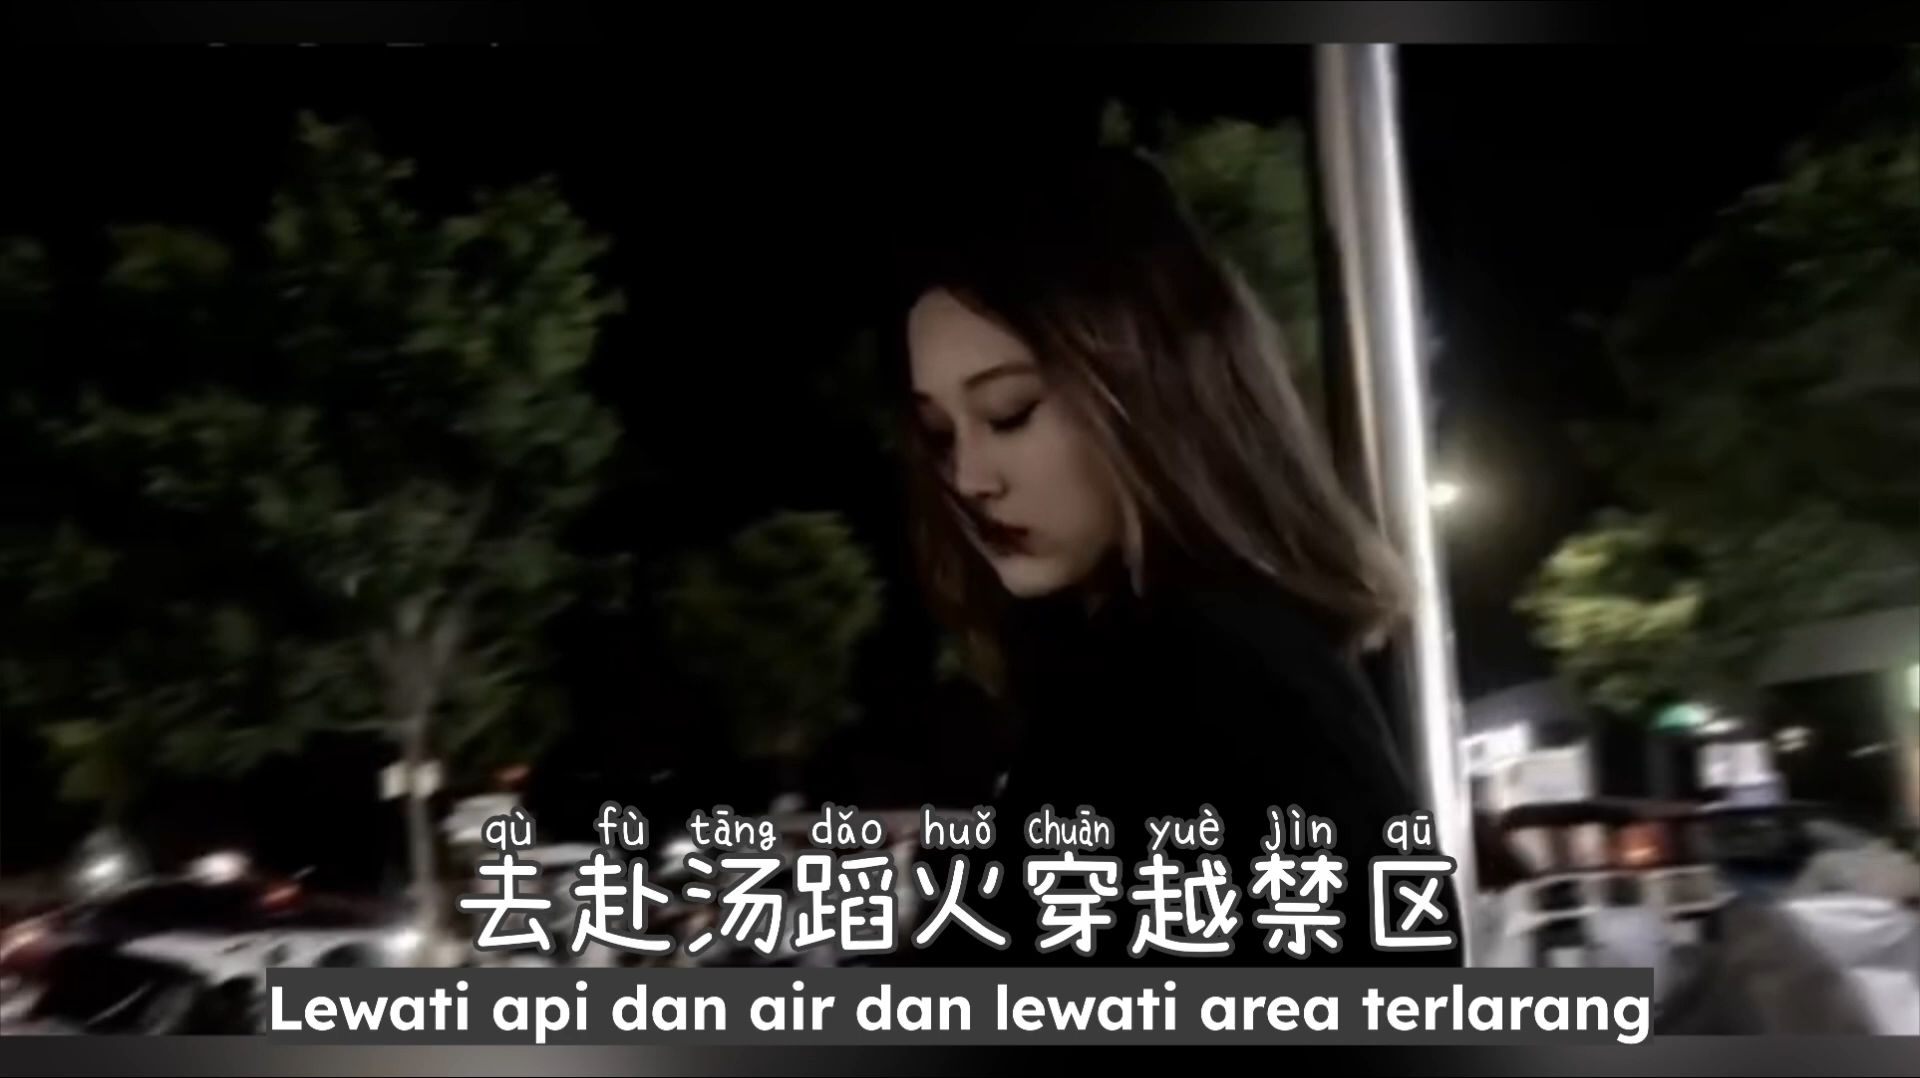 qù fù tāng dǎo huǒ chuān yuè jìn qū
去赴汤蹈火穿越禁区
Lewati api dan air dan lewati area terlarang